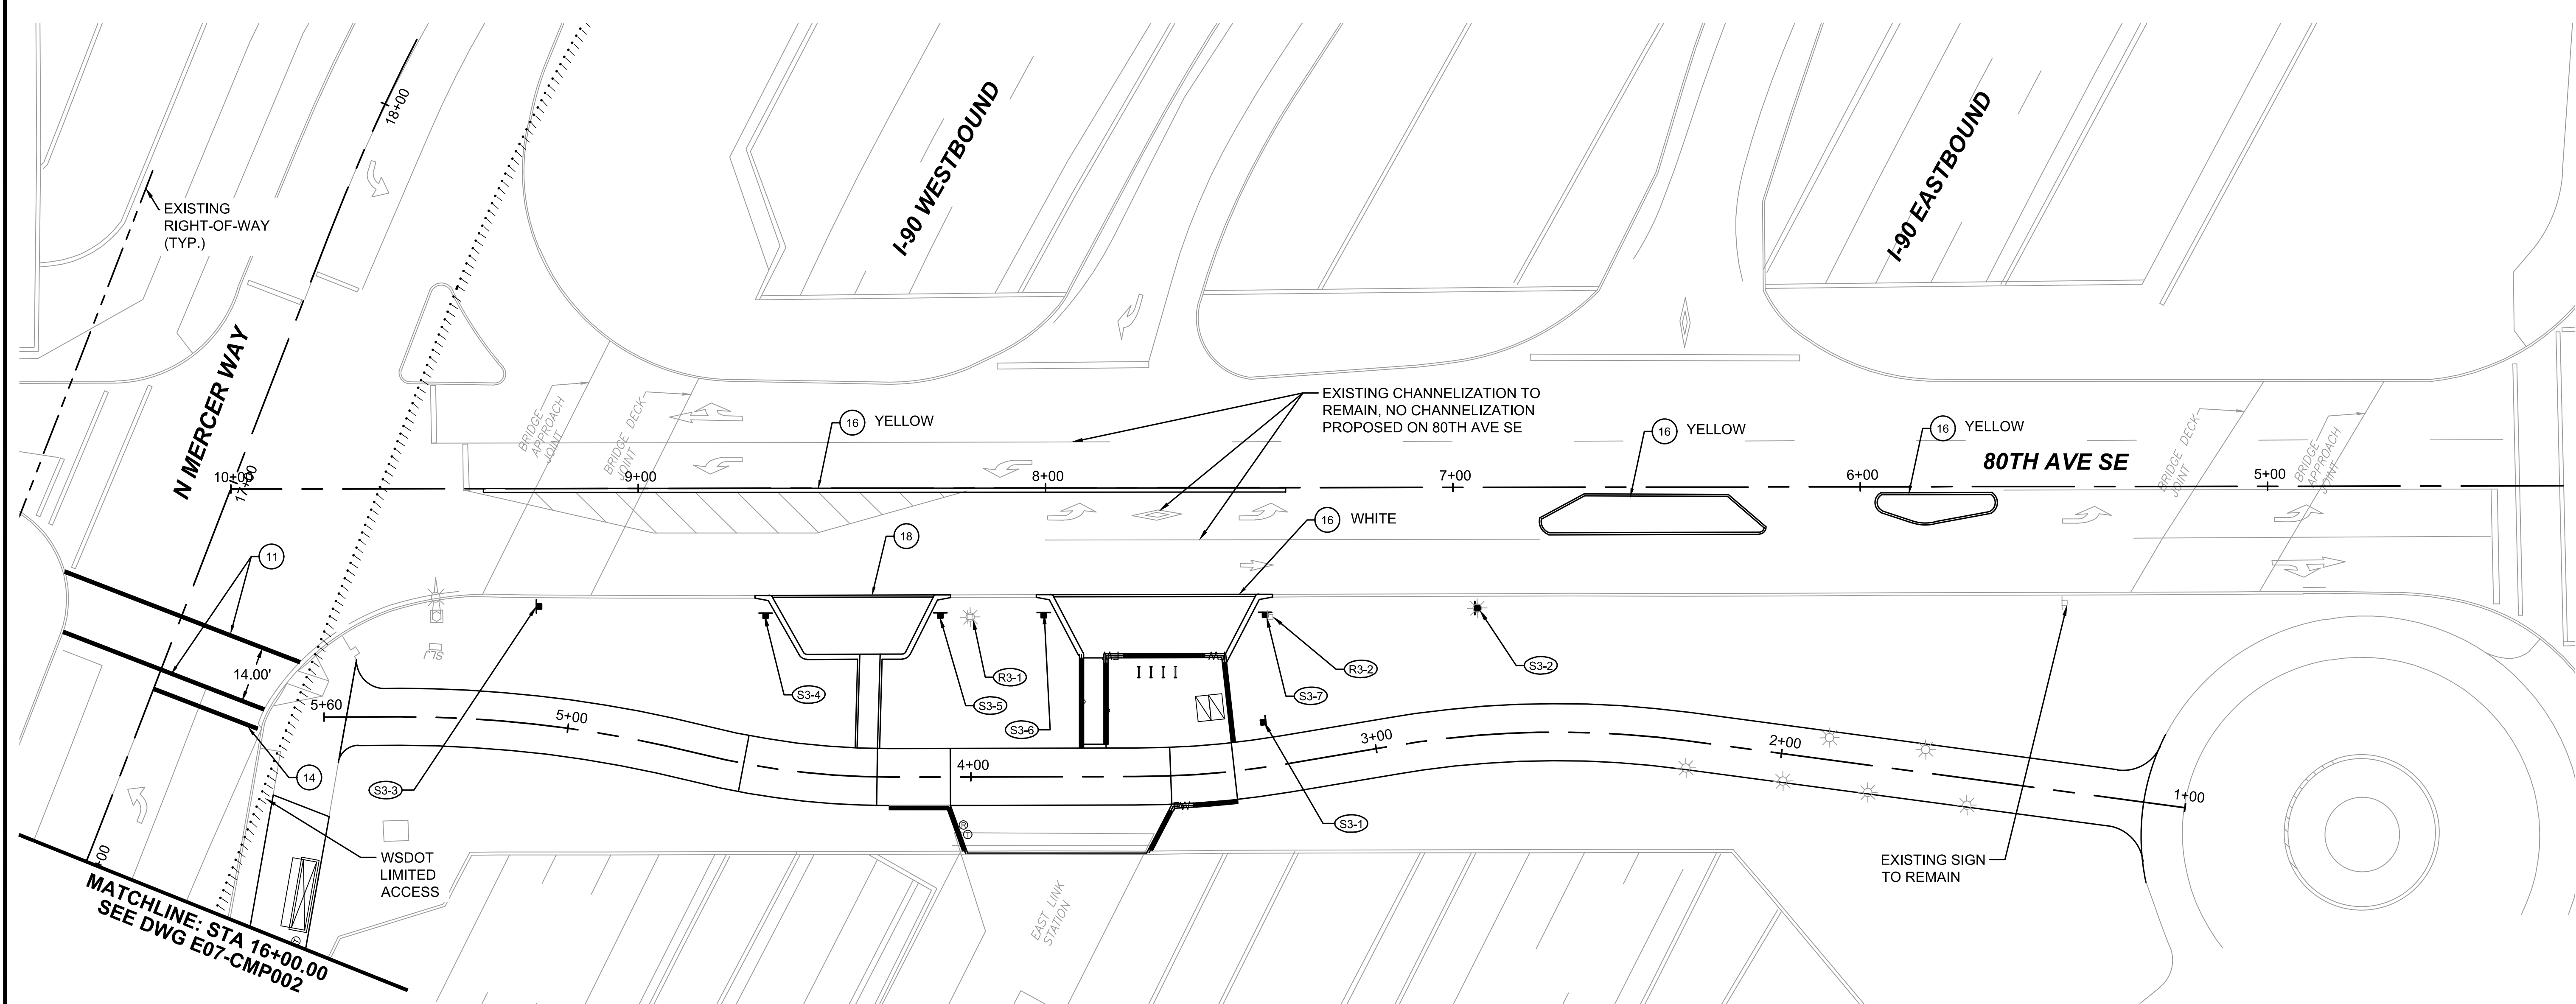 18+00
I-90 WESTBOUND
I-90 EASTBOUND
EXISTING
RIGHT-OF-WAY
(TYP.)
N MERCER WAY
BRIDGE
APPROACH
JOINT
BRIDGE DECK
JOINT
16 YELLOW
EXISTING CHANNELIZATION TO
REMAIN, NO CHANNELIZATION
PROPOSED ON 80TH AVE SE
16 YELLOW
16 YELLOW
80TH AVE SE
BRIDGE DECK
JOINT
BRIDGE
APPROACH
JOINT
10+00
17+00
9+00
8+00
7+00
6+00
5+00
16 WHITE
18
11
14.00'
SLJ
S3-4
S3-5
R3-1
S3-6
S3-7
R3-2
S3-2
5+60
5+00
4+00
3+00
2+00
1+00
14
S3-3
S3-1
R
T
WSDOT
LIMITED
ACCESS
EXISTING SIGN
TO REMAIN
EAST LINK
STATION
+00
MATCHLINE: STA 16+00.00
SEE DWG E07-CMP002